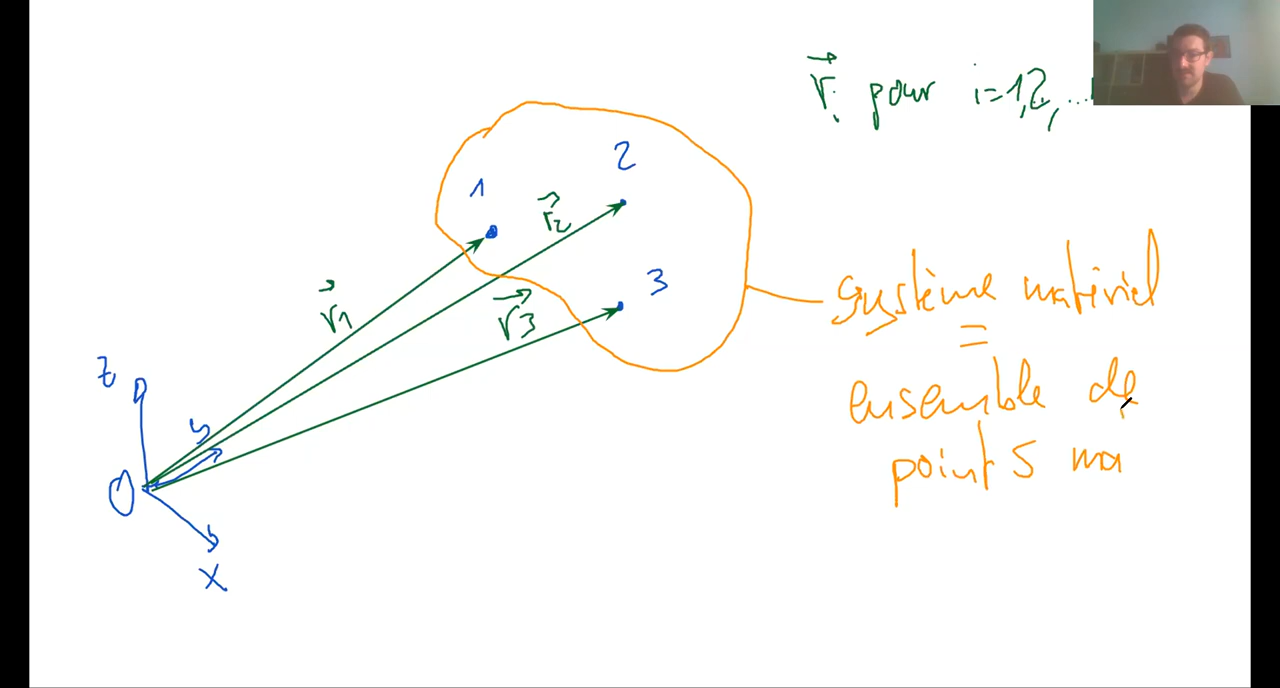 r⃗ᵢ pour i=1,2,...
1
2
r⃗2
3
r⃗1
r⃗3
système matériel
=
ensemble de
points ma
z
y
O
x